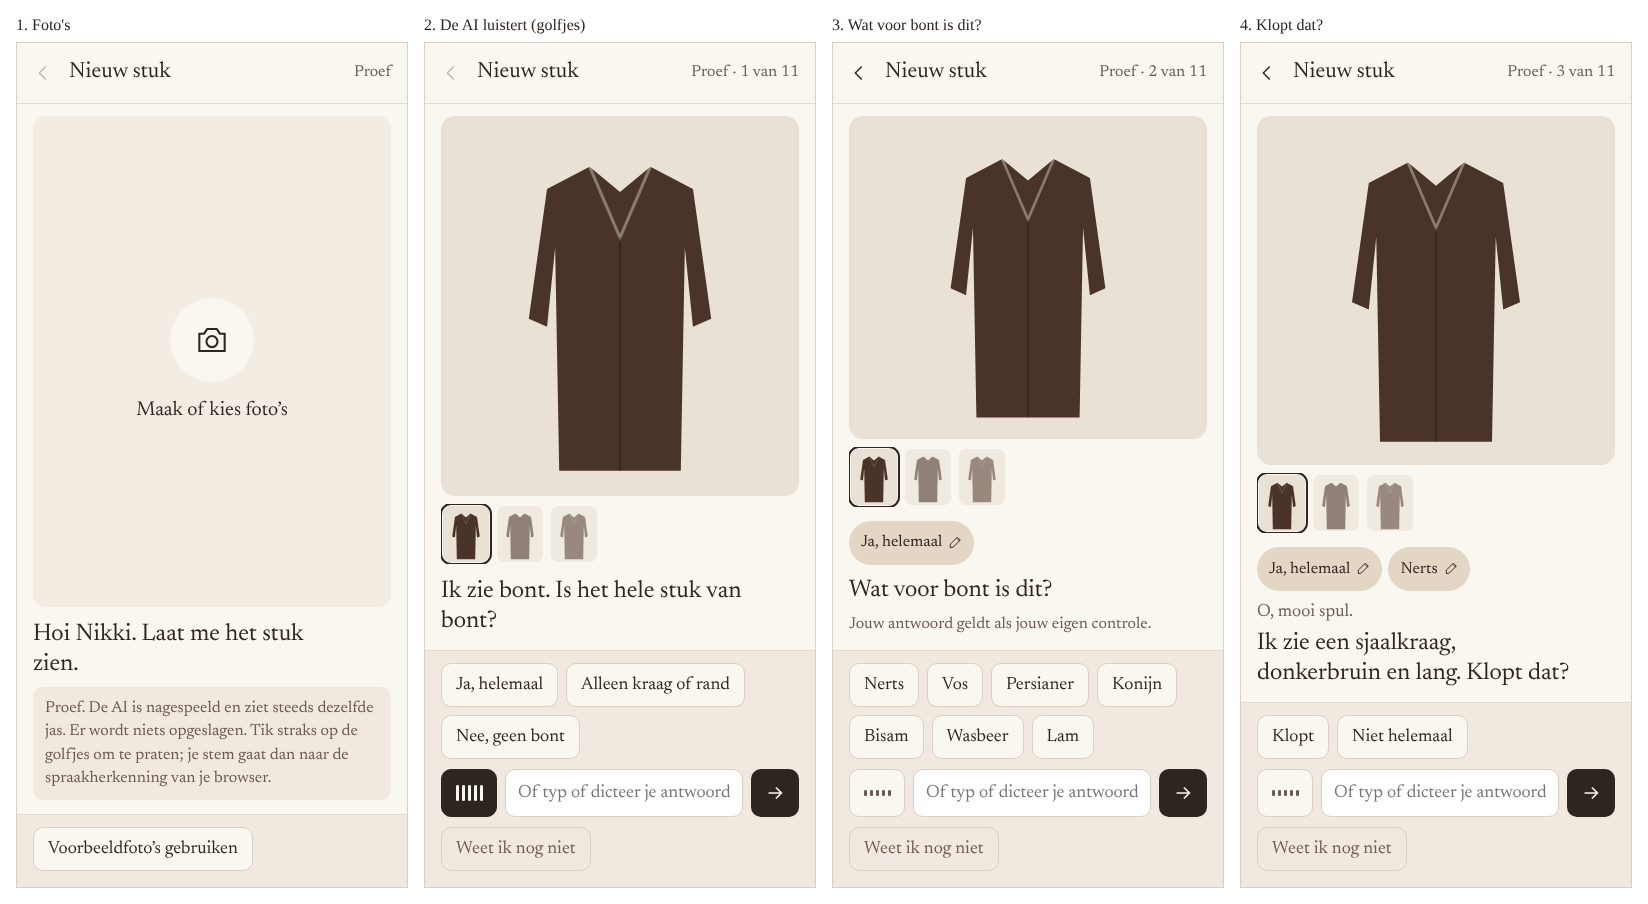 1. Foto's
Nieuw stuk
Proef
Maak of kies foto’s
Hoi Nikki. Laat me het stuk
zien.
Proef. De AI is nagespeeld en ziet steeds dezelfde
jas. Er wordt niets opgeslagen. Tik straks op de
golfjes om te praten; je stem gaat dan naar de
spraakherkenning van je browser.
Voorbeeldfoto’s gebruiken
2. De AI luistert (golfjes)
Nieuw stuk
Proef · 1 van 11
Ik zie bont. Is het hele stuk van
bont?
Ja, helemaal
Alleen kraag of rand
Nee, geen bont
Of typ of dicteer je antwoord
Weet ik nog niet
3. Wat voor bont is dit?
Nieuw stuk
Proef · 2 van 11
Ja, helemaal
Wat voor bont is dit?
Jouw antwoord geldt als jouw eigen controle.
Nerts
Vos
Persianer
Konijn
Bisam
Wasbeer
Lam
Of typ of dicteer je antwoord
Weet ik nog niet
4. Klopt dat?
Nieuw stuk
Proef · 3 van 11
Ja, helemaal
Nerts
O, mooi spul.
Ik zie een sjaalkraag,
donkerbruin en lang. Klopt dat?
Klopt
Niet helemaal
Of typ of dicteer je antwoord
Weet ik nog niet